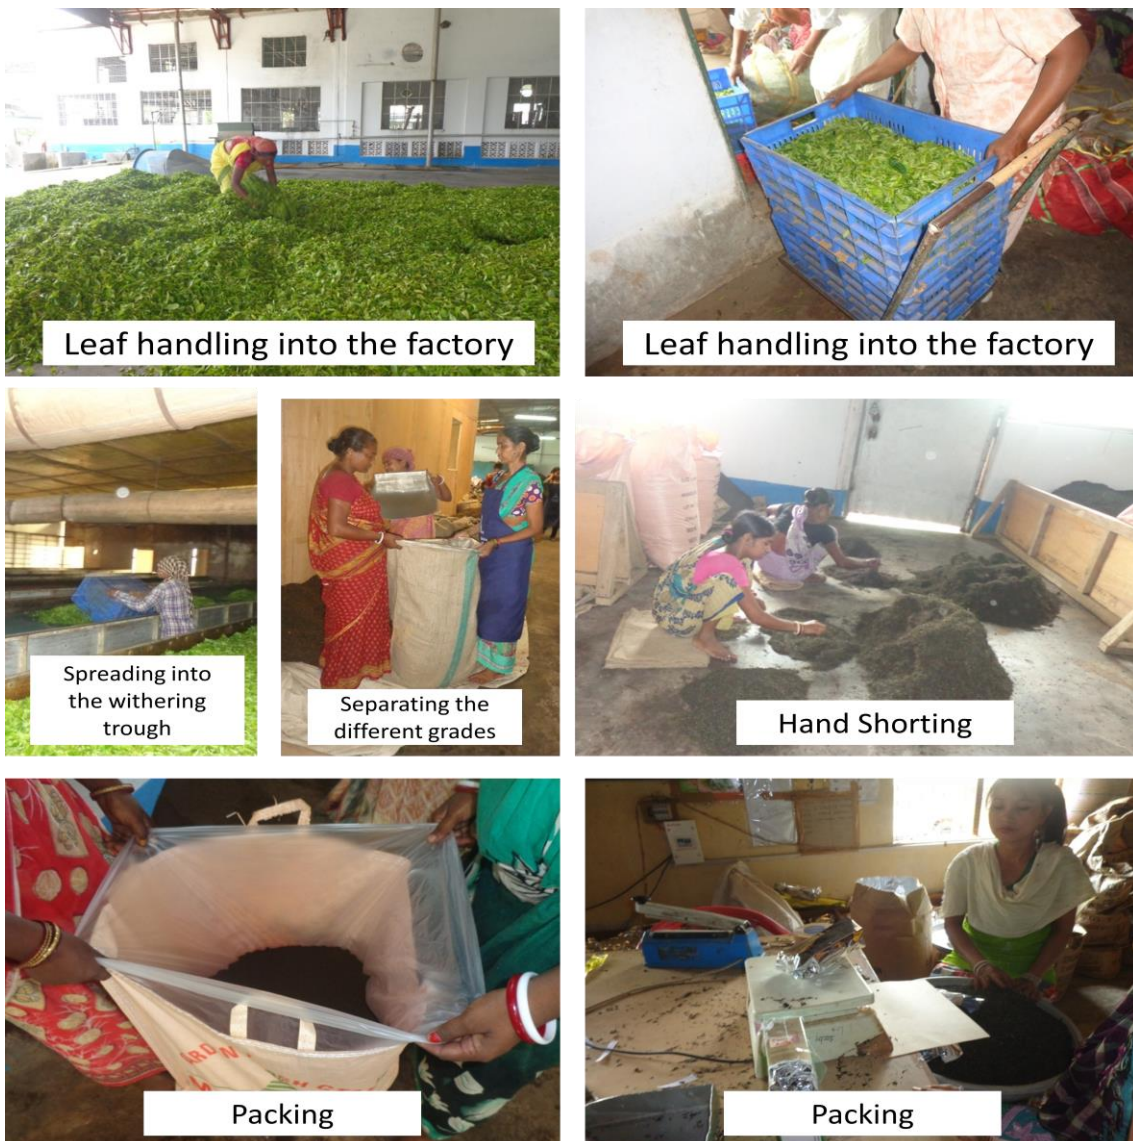 Leaf handling into the factory
Leaf handling into the factory
Spreading into
the withering
trough
Separating the
different grades
Hand Shorting
Packing
Packing